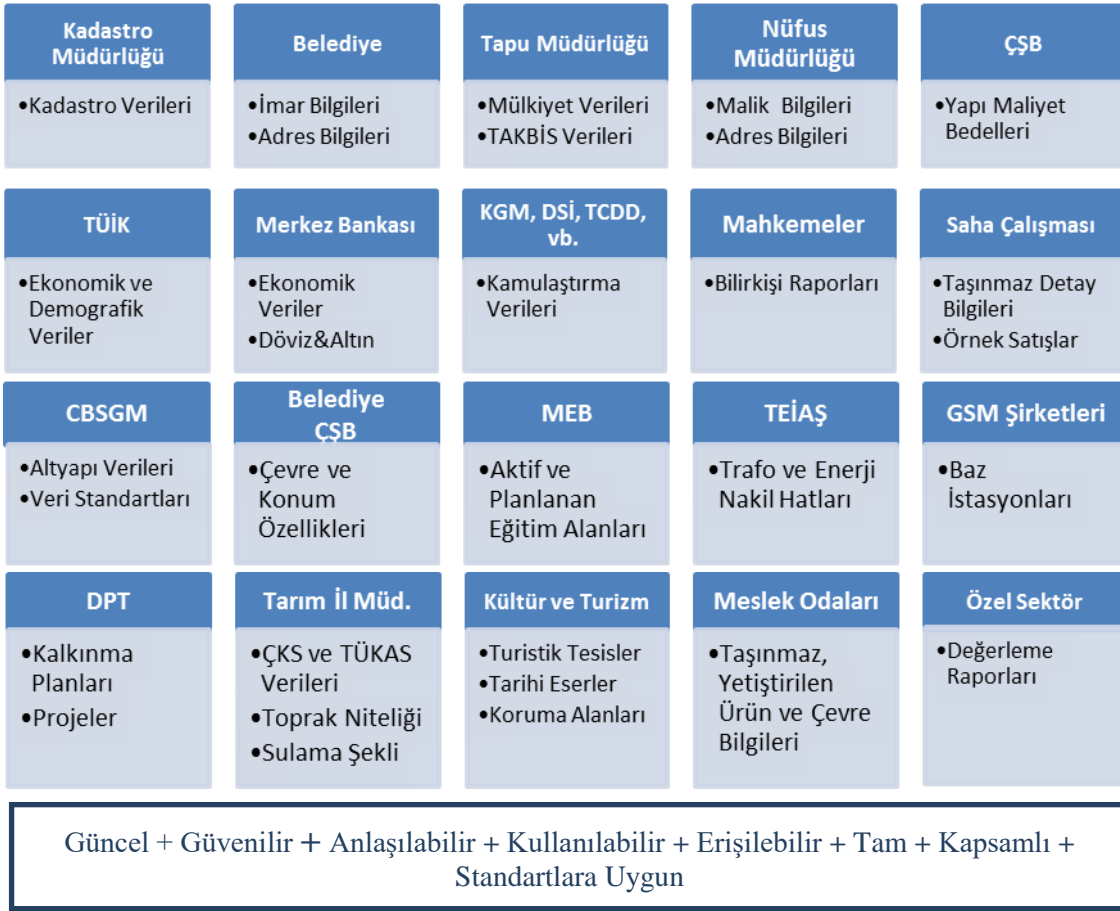 Kadastro
Müdürlüğü
•Kadastro Verileri
Belediye
•İmar Bilgileri
•Adres Bilgileri
Tapu Müdürlüğü
•Mülkiyet Verileri
•TAKBİS Verileri
Nüfus
Müdürlüğü
•Malik Bilgileri
•Adres Bilgileri
ÇŞB
•Yapı Maliyet
Bedelleri
TÜİK
•Ekonomik ve
Demografik
Veriler
Merkez Bankası
•Ekonomik
Veriler
•Döviz&Altın
KGM, DSİ, TCDD,
vb.
•Kamulaştırma
Verileri
Mahkemeler
•Bilirkişi Raporları
Saha Çalışması
•Taşınmaz Detay
Bilgileri
•Örnek Satışlar
CBSGM
•Altyapı Verileri
•Veri Standartları
Belediye
ÇŞB
•Çevre ve
Konum
Özellikleri
MEB
•Aktif ve
Planlanan
Eğitim Alanları
TEİAŞ
•Trafo ve Enerji
Nakil Hatları
GSM Şirketleri
•Baz
İstasyonları
DPT
•Kalkınma
Planları
•Projeler
Tarım İl Müd.
•ÇKS ve TÜKAS
Verileri
•Toprak Niteliği
•Sulama Şekli
Kültür ve Turizm
•Turistik Tesisler
•Tarihi Eserler
•Koruma Alanları
Meslek Odaları
•Taşınmaz,
Yetiştirilen
Ürün ve Çevre
Bilgileri
Özel Sektör
•Değerleme
Raporları
Güncel + Güvenilir + Anlaşılabilir + Kullanılabilir + Erişilebilir + Tam + Kapsamlı +
Standartlara Uygun